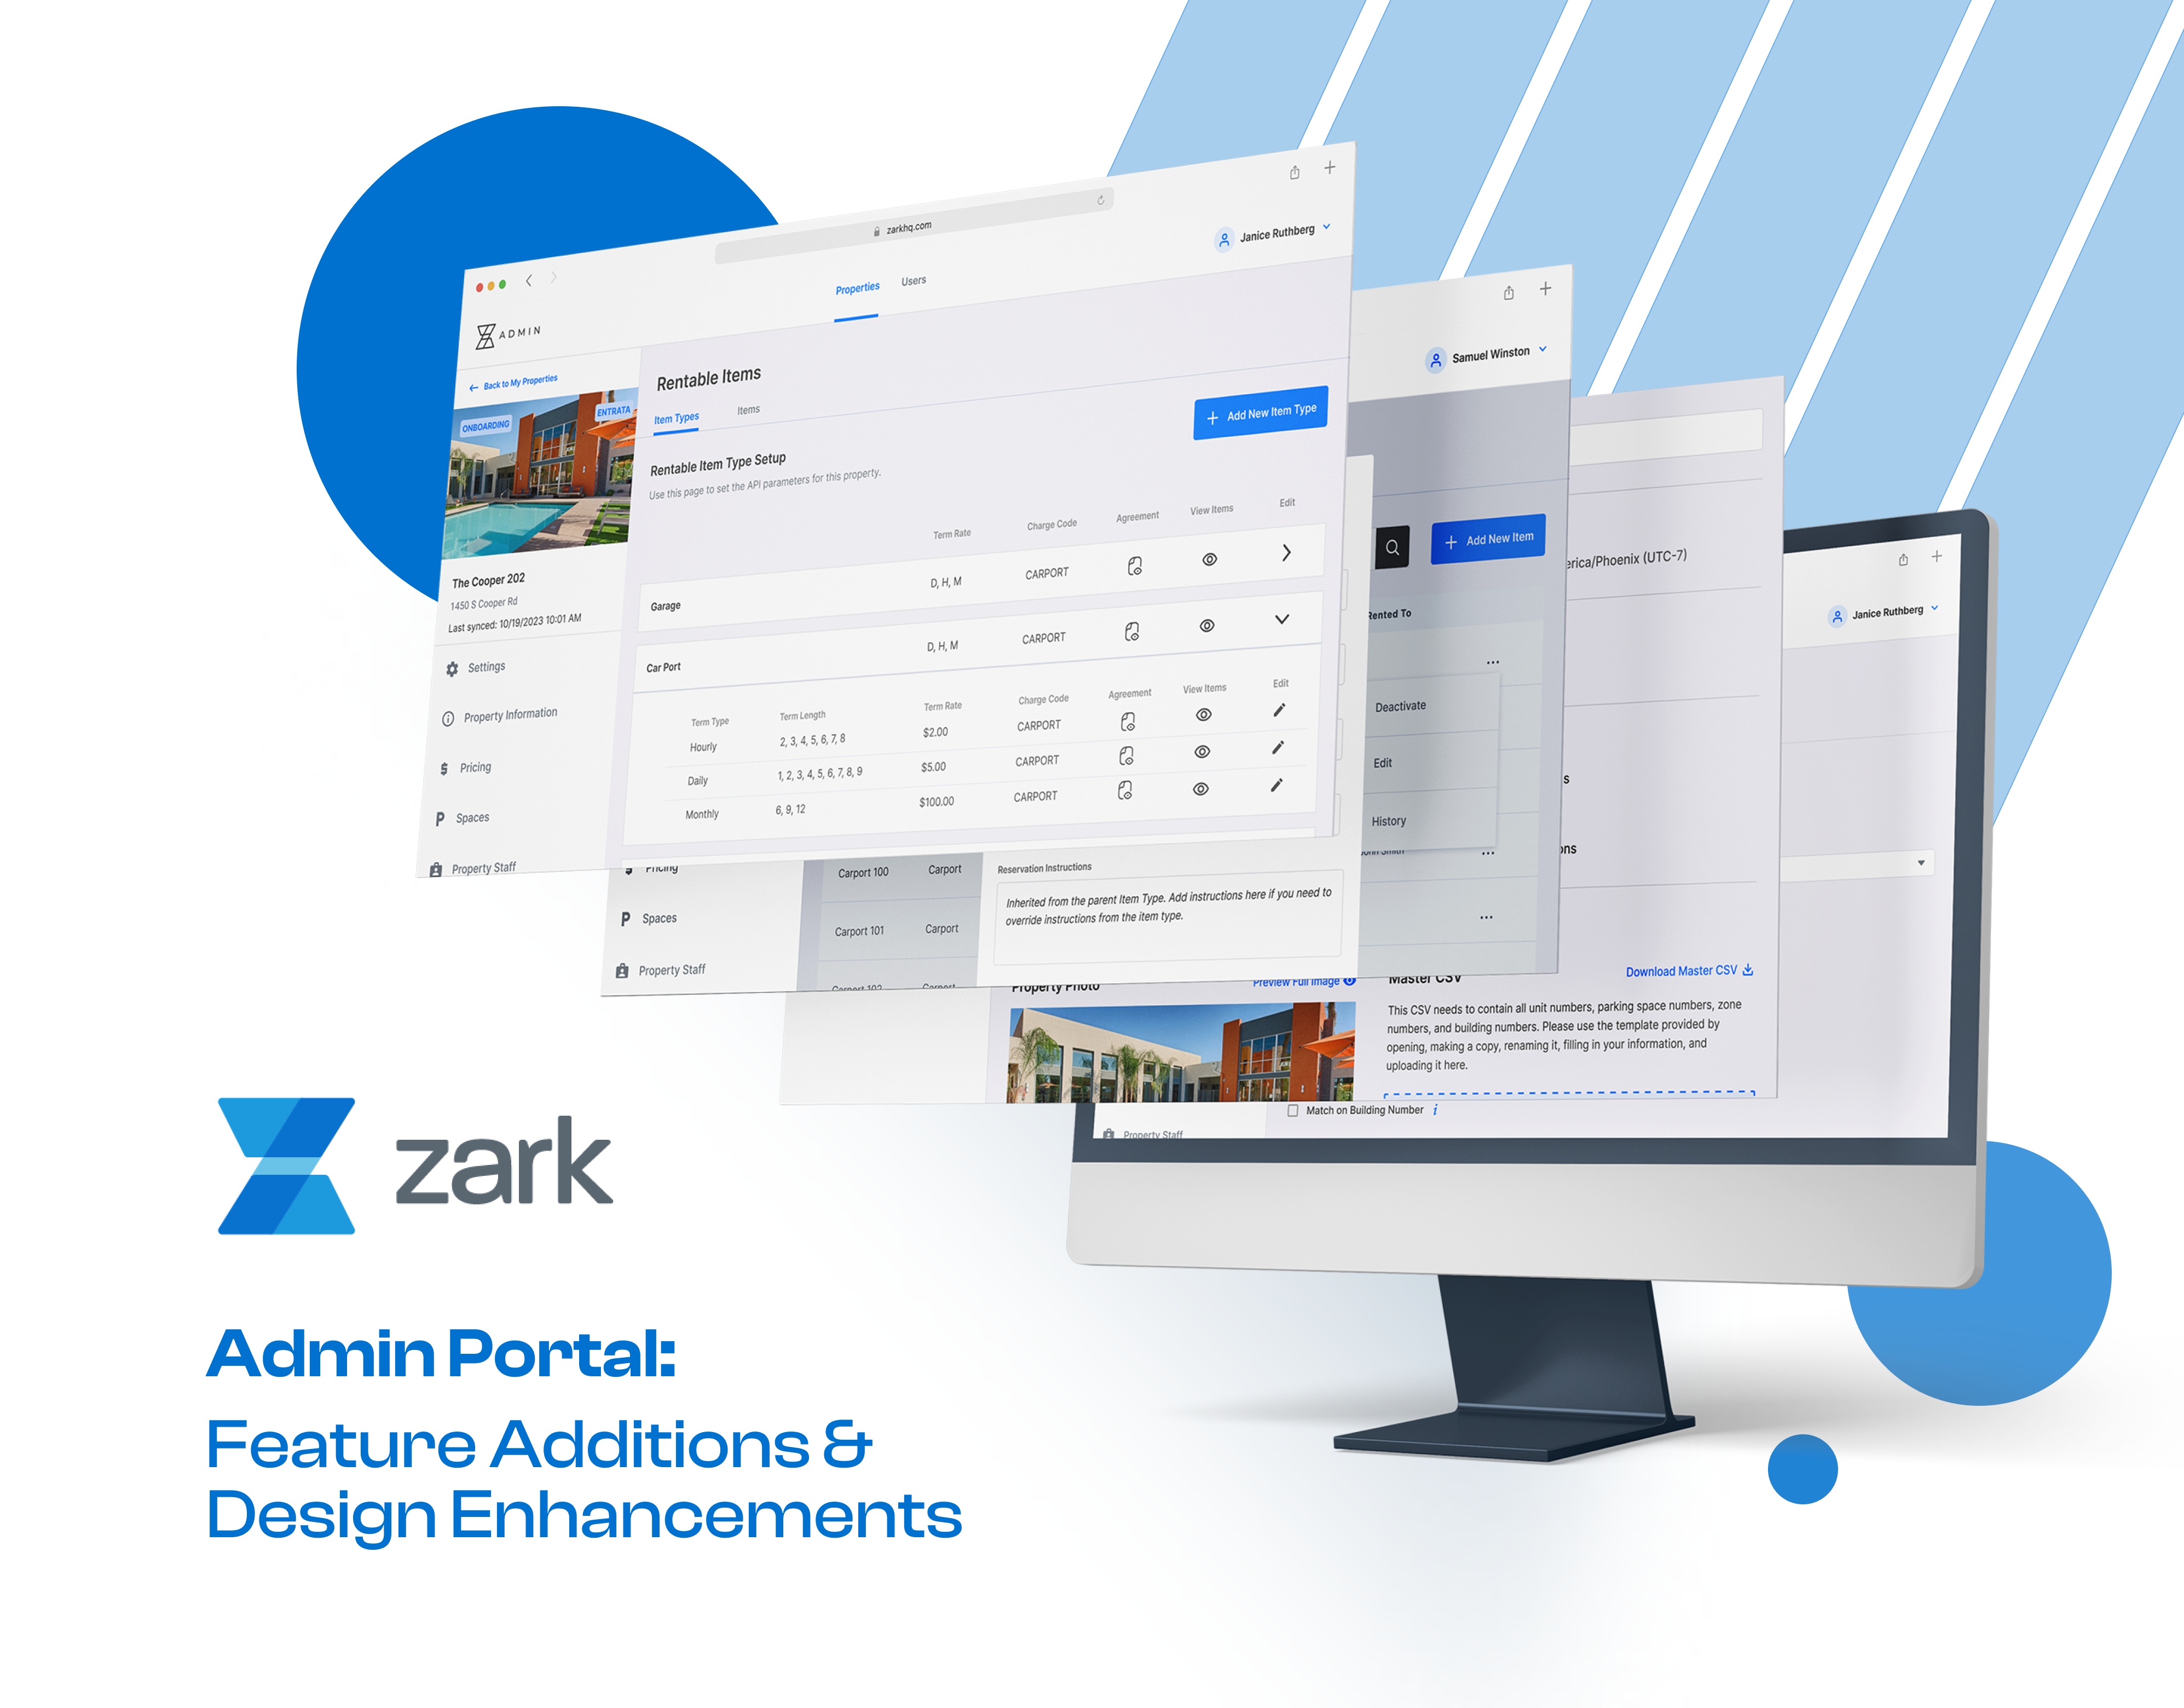 zarkhq.com
Janice Ruthberg
Properties Users
ADMIN
Back to My Properties
ONBOARDING ENTRATA
The Cooper 202
1450 S Cooper Rd
Last synced: 10/19/2023 10:01 AM
Settings
Property Information
Pricing
Spaces
Property Staff
Rentable Items
Item Types Items
Add New Item Type
Rentable Item Type Setup
Use this page to set the API parameters for this property.
Term Rate Charge Code Agreement View Items Edit
Garage D, H, M CARPORT
Car Port D, H, M CARPORT
Term Type Term Length Term Rate Charge Code Agreement View Items Edit
Hourly 2, 3, 4, 5, 6, 7, 8 $2.00 CARPORT
Daily 1, 2, 3, 4, 5, 6, 7, 8, 9 $5.00 CARPORT
Monthly 6, 9, 12 $100.00 CARPORT
Samuel Winston
Add New Item
Rented To
Deactivate
Edit
History
John Smith
Pricing
Spaces
Property Staff
Carport 100 Carport
Carport 101 Carport
Carport 102 Carport
Reservation Instructions
Inherited from the parent Item Type. Add instructions here if you need to
override instructions from the item type.
erica/Phoenix (UTC-7)
s
ons
Property Photo Preview Full Image
Master CSV Download Master CSV
This CSV needs to contain all unit numbers, parking space numbers, zone
numbers, and building numbers. Please use the template provided by
opening, making a copy, renaming it, filling in your information, and
uploading it here.
Janice Ruthberg
Match on Building Number i
Property Staff
zark
Admin Portal:
Feature Additions &
Design Enhancements